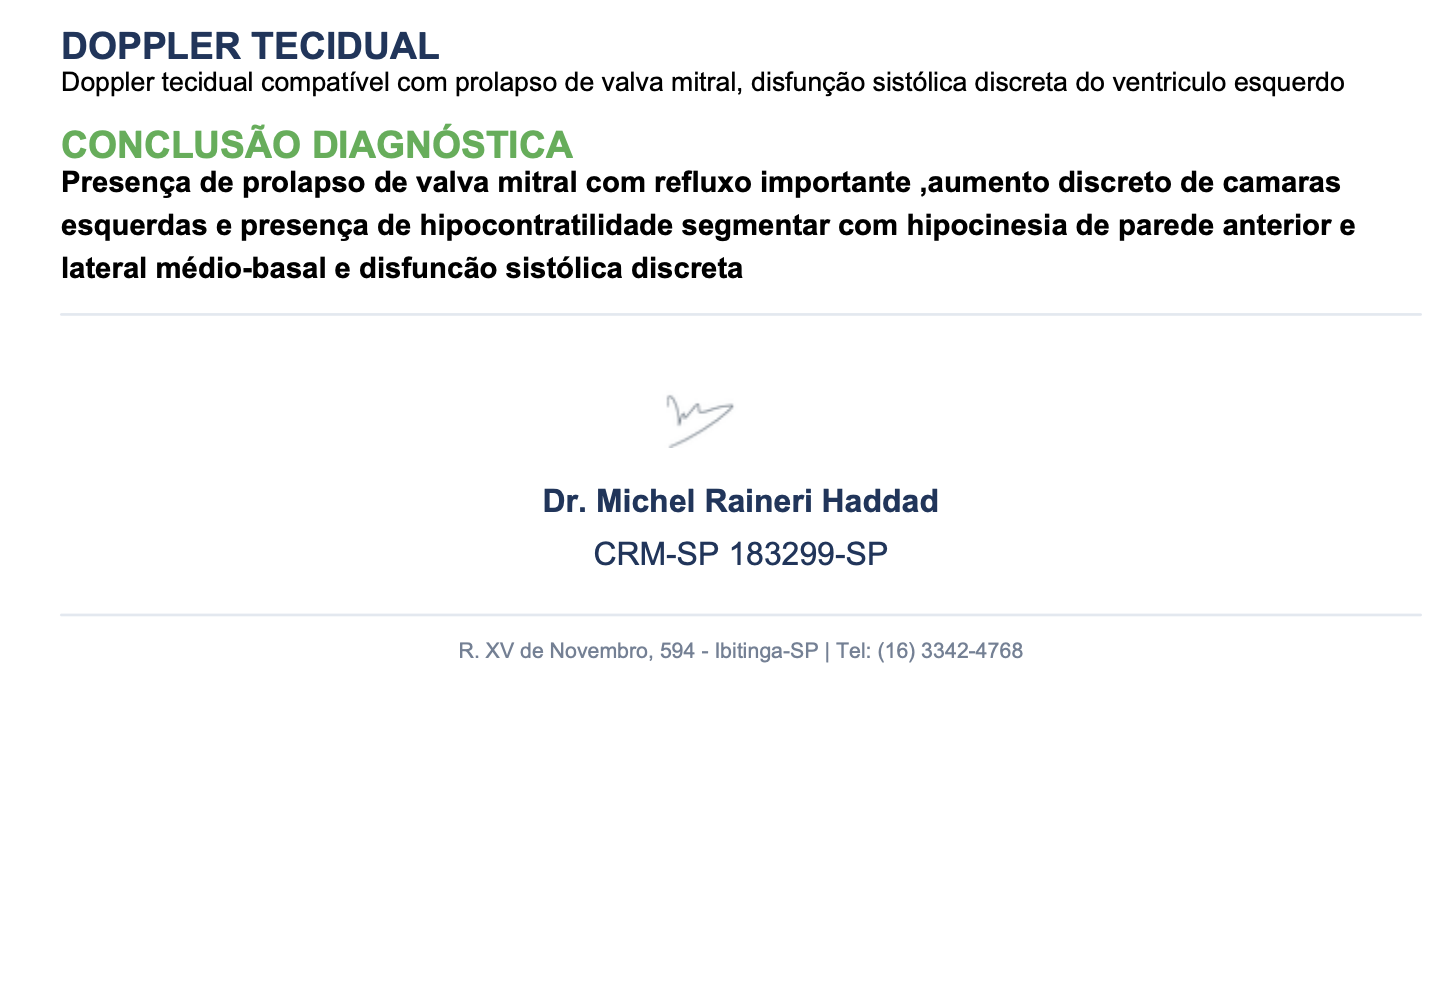 DOPPLER TECIDUAL
Doppler tecidual compatível com prolapso de valva mitral, disfunção sistólica discreta do ventriculo esquerdo
CONCLUSÃO DIAGNÓSTICA
Presença de prolapso de valva mitral com refluxo importante ,aumento discreto de camaras
esquerdas e presença de hipocontratilidade segmentar com hipocinesia de parede anterior e
lateral médio-basal e disfuncão sistólica discreta
Dr. Michel Raineri Haddad
CRM-SP 183299-SP
R. XV de Novembro, 594 - Ibitinga-SP | Tel: (16) 3342-4768